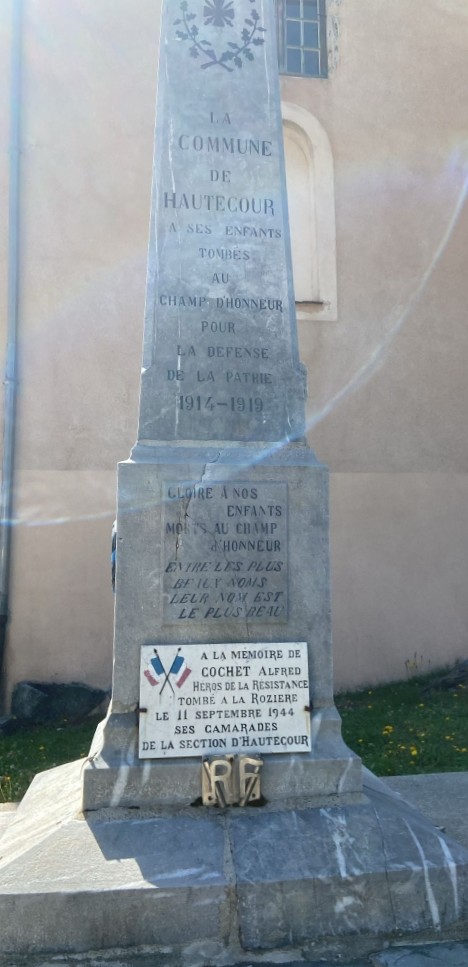 LA
COMMUNE
DE
HAUTECOUR
A SES ENFANTS
TOMBES
AU
CHAMP D'HONNEUR
POUR
LA DEFENSE
DE LA PATRIE
1914-1919
GLOIRE À NOS
ENFANTS
MORTS AU CHAMP
d'HONNEUR
ENTRE LES PLUS
BEAUX NOMS
LEUR NOM EST
LE PLUS BEAU
A LA MÉMOIRE DE
COCHET ALFRED
HEROS DE LA RESISTANCE
TOMBÉ A LA ROZIERE
LE 11 SEPTEMBRE 1944
SES CAMARADES
DE LA SECTION D'HAUTECOUR
RF